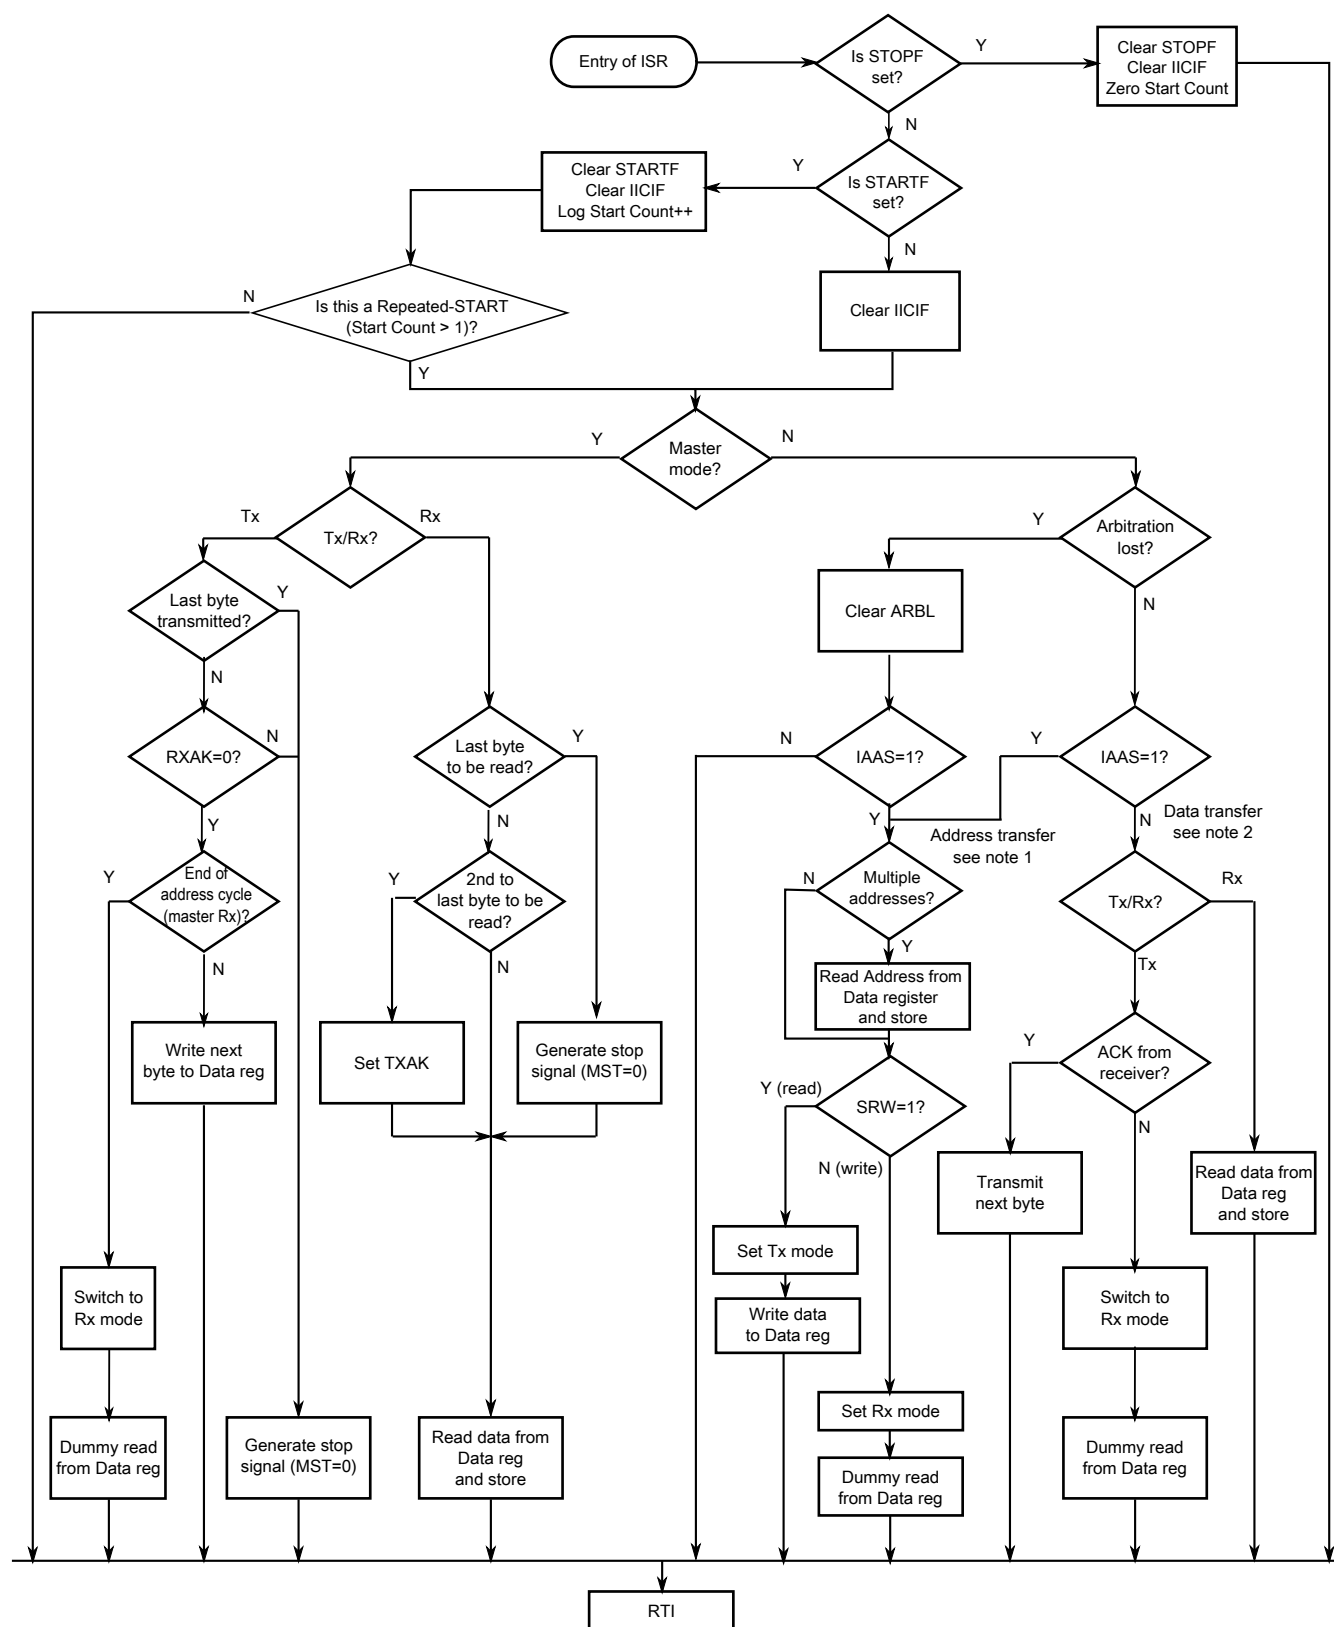 Entry of ISR
Is STOPF
set?
Y
Clear STOPF
Clear IICIF
Zero Start Count
N
Clear STARTF
Clear IICIF
Log Start Count++
Y
Is STARTF
set?
N
N
Is this a Repeated-START
(Start Count > 1)?
Y
Clear IICIF
Y
Master
mode?
N
Tx
Tx/Rx?
Rx
Y
Arbitration
lost?
N
Last byte
transmitted?
Y
N
Clear ARBL
RXAK=0?
N
Y
Last byte
to be read?
Y
N
N
IAAS=1?
Y
Y
IAAS=1?
N
Data transfer
see note 2
Address transfer
see note 1
Y
End of
address cycle
(master Rx)?
N
Y
2nd to
last byte to be
read?
N
N
Multiple
addresses?
Y
Tx/Rx?
Rx
Tx
Read Address from
Data register
and store
Write next
byte to Data reg
Set TXAK
Generate stop
signal (MST=0)
Y (read)
SRW=1?
N (write)
Y
ACK from
receiver?
N
Transmit
next byte
Read data from
Data reg
and store
Set Tx mode
Write data
to Data reg
Switch to
Rx mode
Switch to
Rx mode
Set Rx mode
Dummy read
from Data reg
Generate stop
signal (MST=0)
Read data from
Data reg
and store
Dummy read
from Data reg
Dummy read
from Data reg
RTI